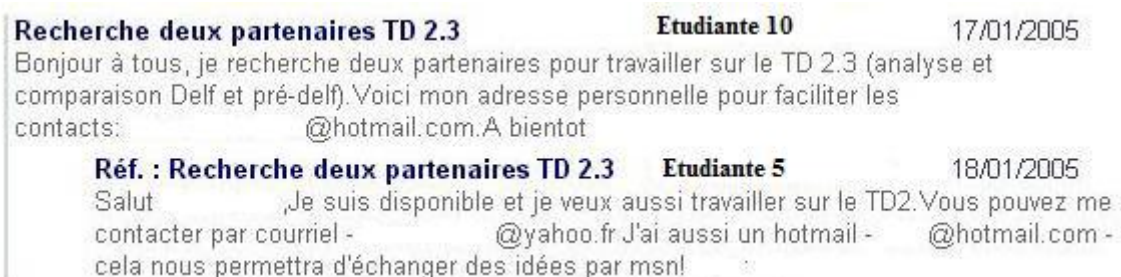 Recherche deux partenaires TD 2.3 Etudiante 10 17/01/2005
Bonjour à tous, je recherche deux partenaires pour travailler sur le TD 2.3 (analyse et
comparaison Delf et pré-delf).Voici mon adresse personnelle pour faciliter les
contacts: @hotmail.com.A bientot
Réf. : Recherche deux partenaires TD 2.3 Etudiante 5 18/01/2005
Salut ,Je suis disponible et je veux aussi travailler sur le TD2.Vous pouvez me
contacter par courriel - @yahoo.fr J'ai aussi un hotmail - @hotmail.com -
cela nous permettra d'échanger des idées par msn!